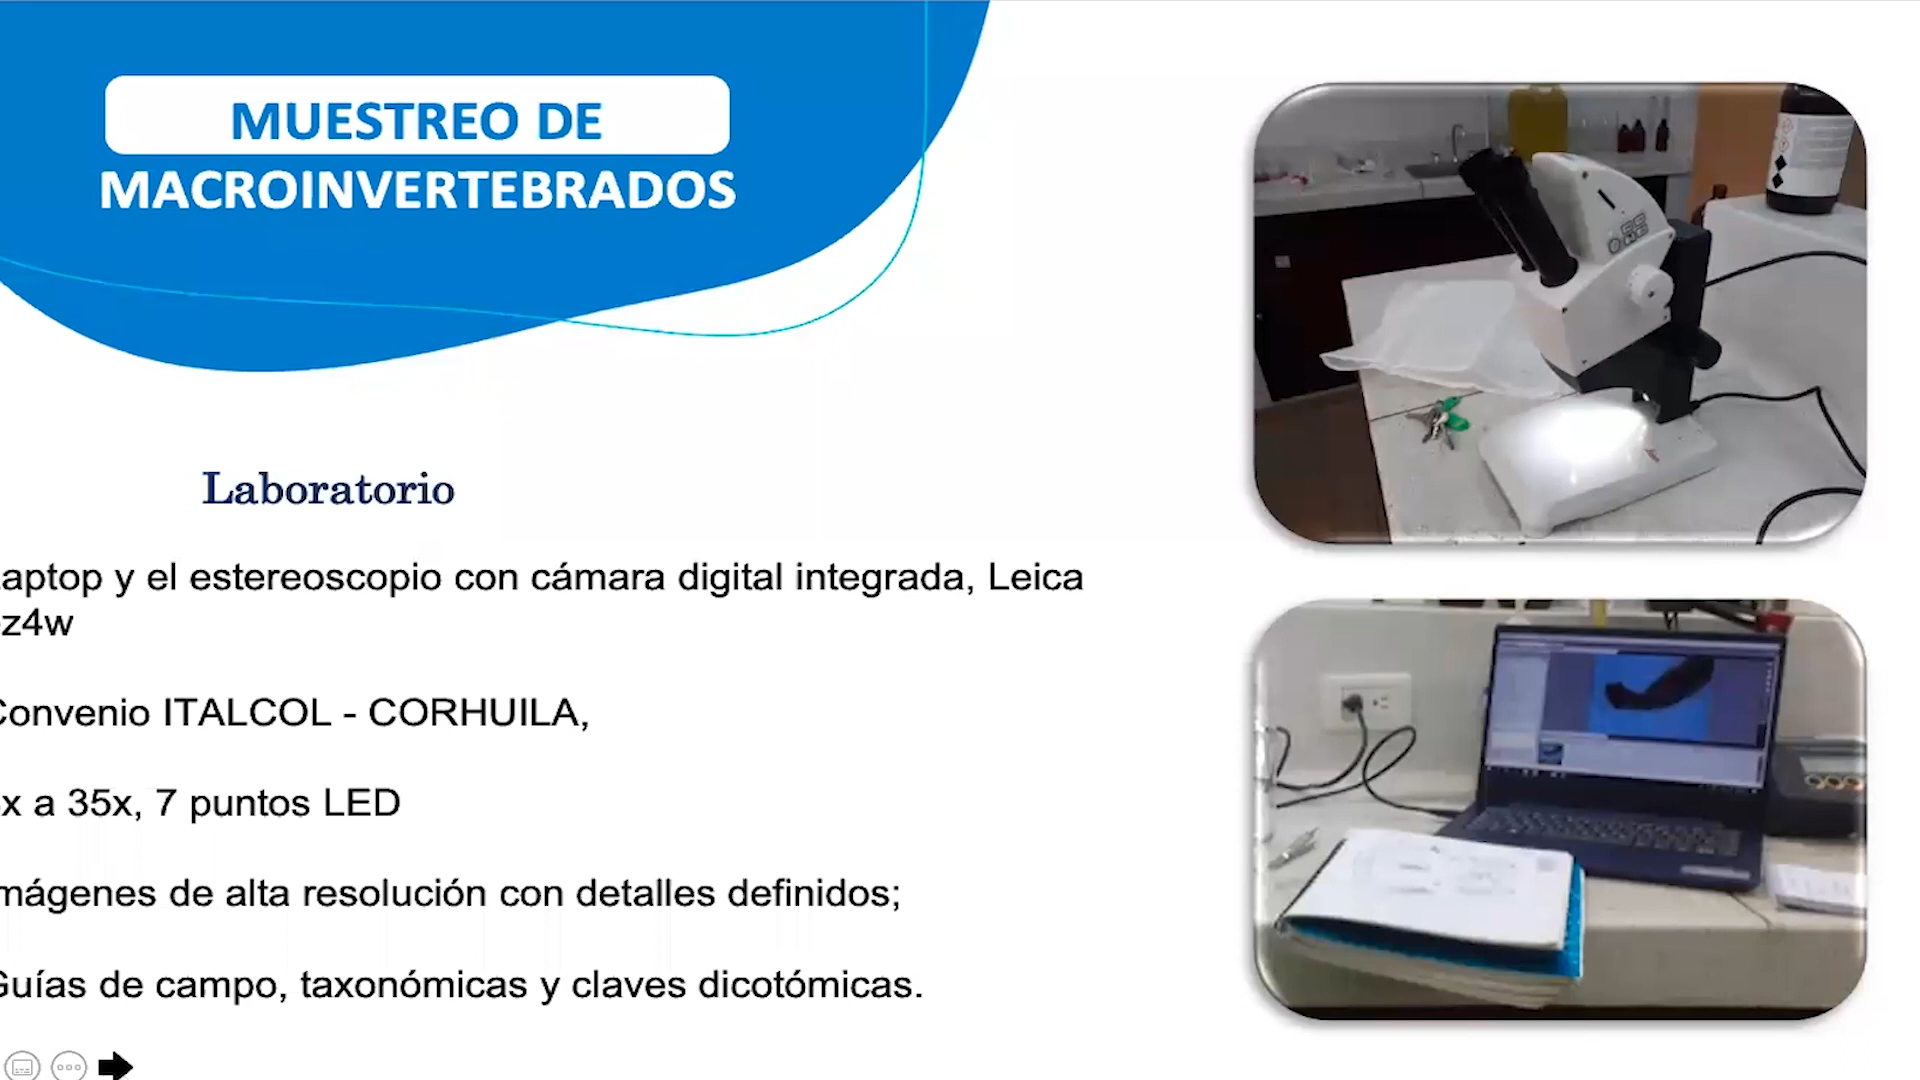 MUESTREO DE
MACROINVERTEBRADOS
Laboratorio
aptop y el estereoscopio con cámara digital integrada, Leica
z4w
Convenio ITALCOL - CORHUILA,
x a 35x, 7 puntos LED
mágenes de alta resolución con detalles definidos;
Guías de campo, taxonómicas y claves dicotómicas.